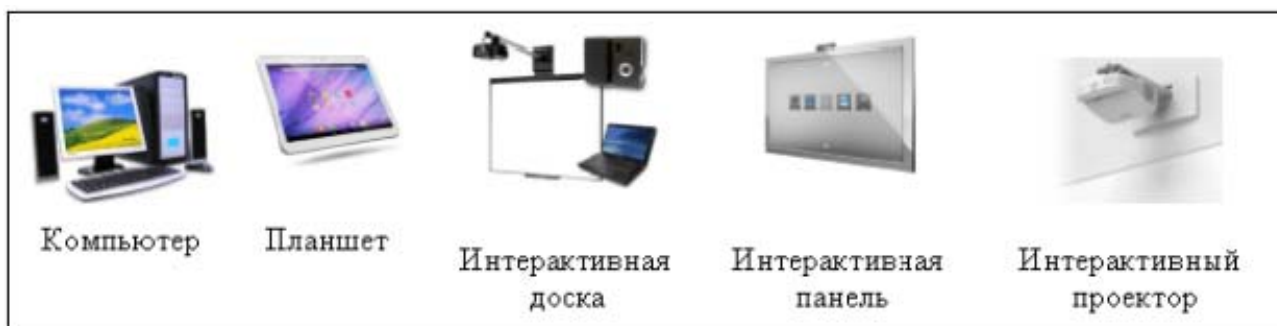 Компьютер
Планшет
Интерактивная
доска
Интерактивная
панель
Интерактивный
проектор